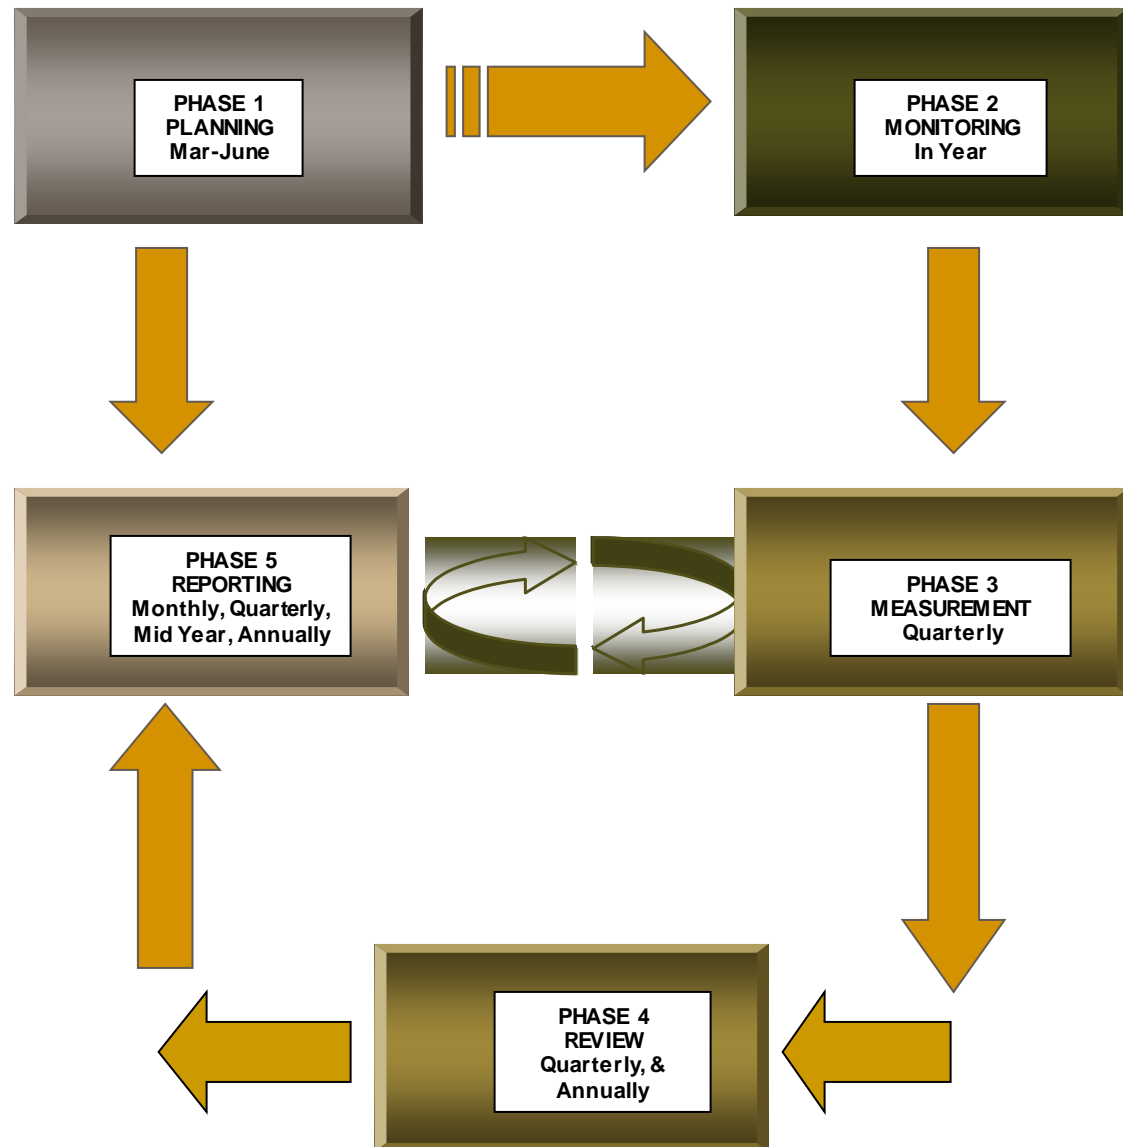 PHASE 1
PLANNING
Mar-June
PHASE 2
MONITORING
In Year
PHASE 5
REPORTING
Monthly, Quarterly,
Mid Year, Annually
PHASE 3
MEASUREMENT
Quarterly
PHASE 4
REVIEW
Quarterly, &
Annually